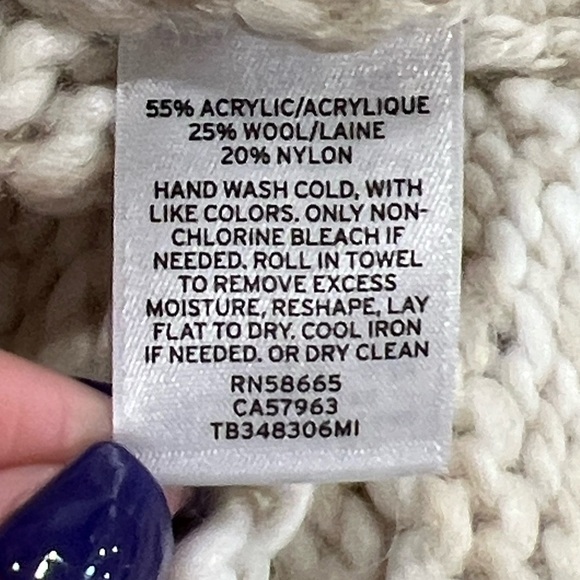 55% ACRYLIC/ACRYLIQUE
25% WOOL/LAINE
20% NYLON
HAND WASH COLD, WITH
LIKE COLORS. ONLY NON-
CHLORINE BLEACH IF
NEEDED. ROLL IN TOWEL
TO REMOVE EXCESS
MOISTURE, RESHAPE, LAY
FLAT TO DRY. COOL IRON
IF NEEDED. OR DRY CLEAN
RN58665
CA57963
TB348306MI